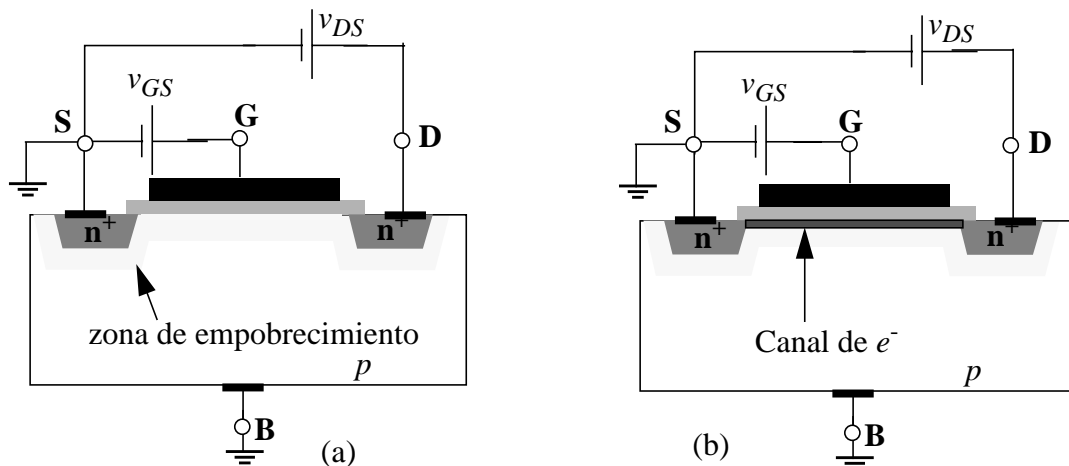 v_DS
v_GS
S
G
D
n+
n+
zona de empobrecimiento
p
B
(a)
v_DS
v_GS
S
G
D
n+
n+
Canal de e-
p
B
(b)